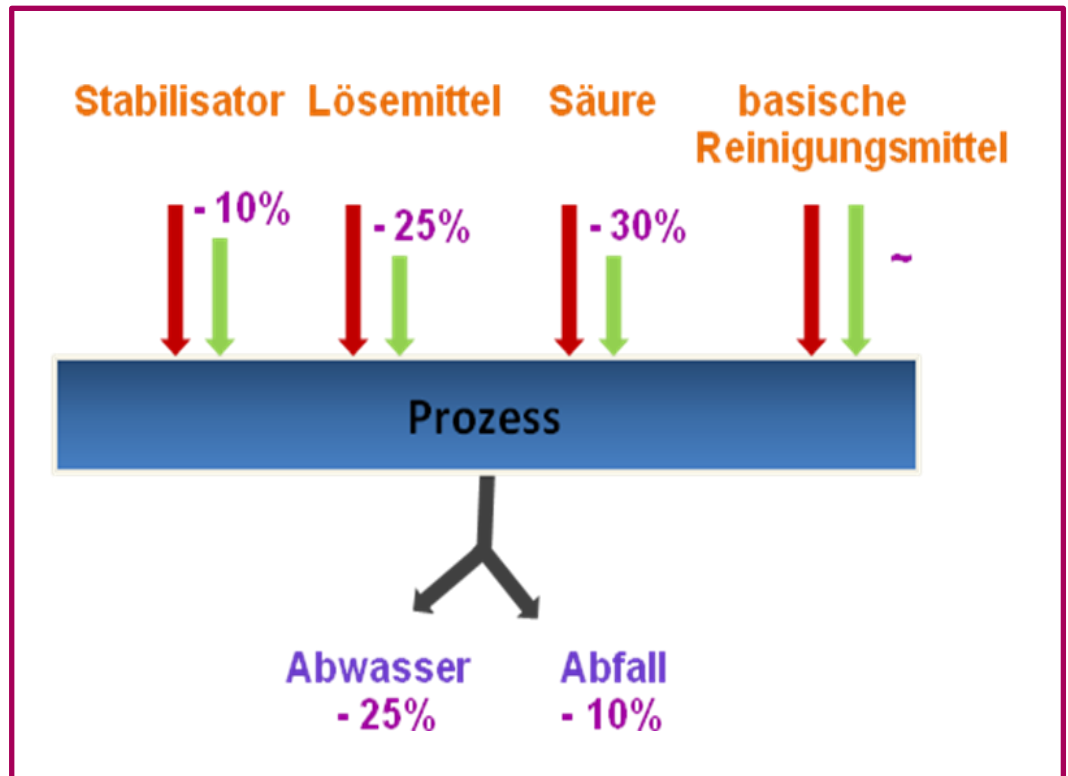 Stabilisator Lösemittel Säure basische
Reinigungsmittel
- 10%
- 25%
- 30%
~
Prozess
Abwasser Abfall
- 25% - 10%